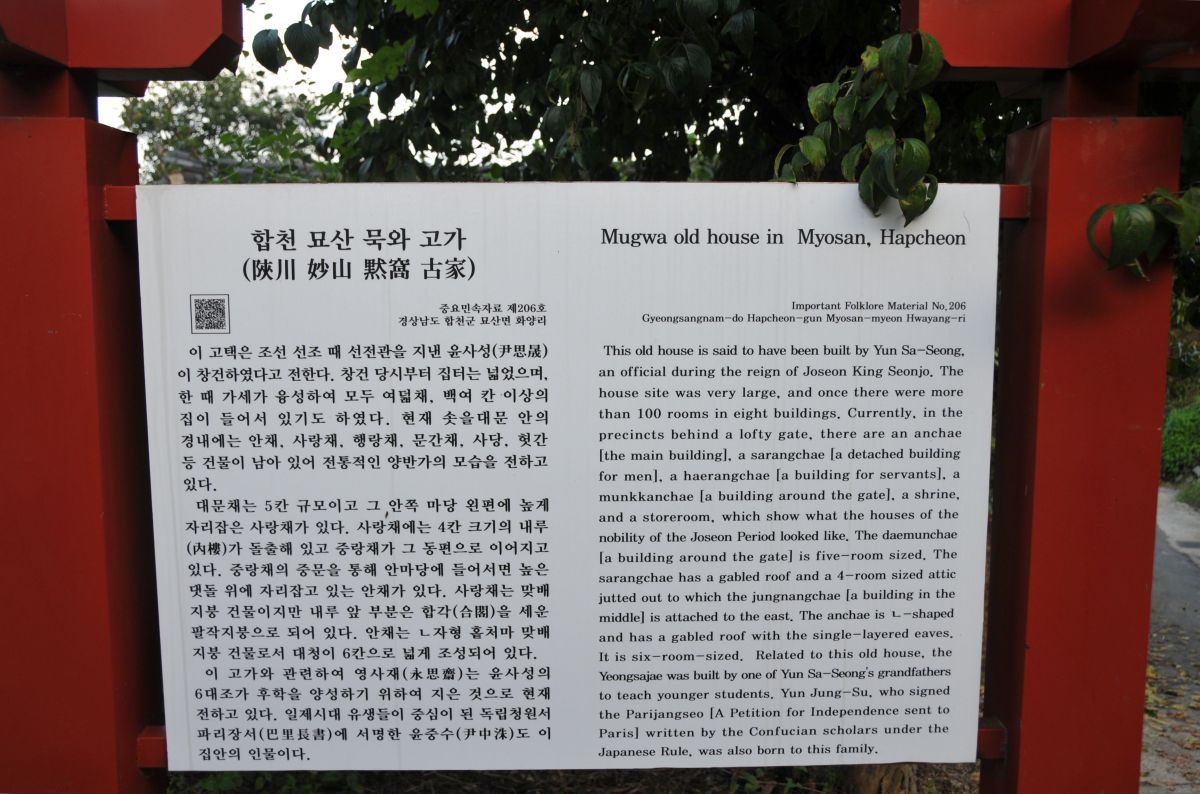 합천 묘산 묵와 고가
(陜川 妙山 黙窩 古家)
중요민속자료 제206호
경상남도 합천군 묘산면 화양리
이 고택은 조선 선조 때 선전관을 지낸 윤사성(尹思晟)
이 창건하였다고 전한다. 창건 당시부터 집터는 넓었으며,
한 때 가세가 융성하여 모두 여덟채, 백여 칸 이상의
집이 들어서 있기도 하였다. 현재 솟을대문 안의
경내에는 안채, 사랑채, 행랑채, 문간채, 사당, 헛간
등 건물이 남아 있어 전통적인 양반가의 모습을 전하고
있다.
대문채는 5칸 규모이고 그 안쪽 마당 왼편에 높게
자리잡은 사랑채가 있다. 사랑채에는 4칸 크기의 내루
(內樓)가 돌출해 있고 중랑채가 그 동편으로 이어지고
있다. 중랑채의 중문을 통해 안마당에 들어서면 높은
댓돌 위에 자리잡고 있는 안채가 있다. 사랑채는 맞배
지붕 건물이지만 내루 앞 부분은 합각(合閣)을 세운
팔작지붕으로 되어 있다. 안채는 ㄴ자형 홑처마 맞배
지붕 건물로서 대청이 6칸으로 넓게 조성되어 있다.
이 고가와 관련하여 영사재(永思齋)는 윤사성의
6대조가 후학을 양성하기 위하여 지은 것으로 현재
전하고 있다. 일제시대 유생들이 중심이 된 독립청원서
파리장서(巴里長書)에 서명한 윤중수(尹中洙)도 이
집안의 인물이다.
Mugwa old house in Myosan, Hapcheon
Important Folklore Material No.206
Gyeongsangnam-do Hapcheon-gun Myosan-myeon Hwayang-ri
This old house is said to have been built by Yun Sa-Seong,
an official during the reign of Joseon King Seonjo. The
house site was very large, and once there were more
than 100 rooms in eight buildings. Currently, in the
precincts behind a lofty gate, there are an anchae
[the main building], a sarangchae [a detached building
for men], a haerangchae [a building for servants], a
munkkanchae [a building around the gate], a shrine,
and a storeroom, which show what the houses of the
nobility of the Joseon Period looked like. The daemunchae
[a building around the gate] is five-room sized. The
sarangchae has a gabled roof and a 4-room sized attic
jutted out to which the jungnangchae [a building in the
middle] is attached to the east. The anchae is ㄴ-shaped
and has a gabled roof with the single-layered eaves.
It is six-room-sized. Related to this old house, the
Yeongsajae was built by one of Yun Sa-Seong's grandfathers
to teach younger students. Yun Jung-Su, who signed
the Parijangseo [A Petition for Independence sent to
Paris] written by the Confucian scholars under the
Japanese Rule, was also born to this family.